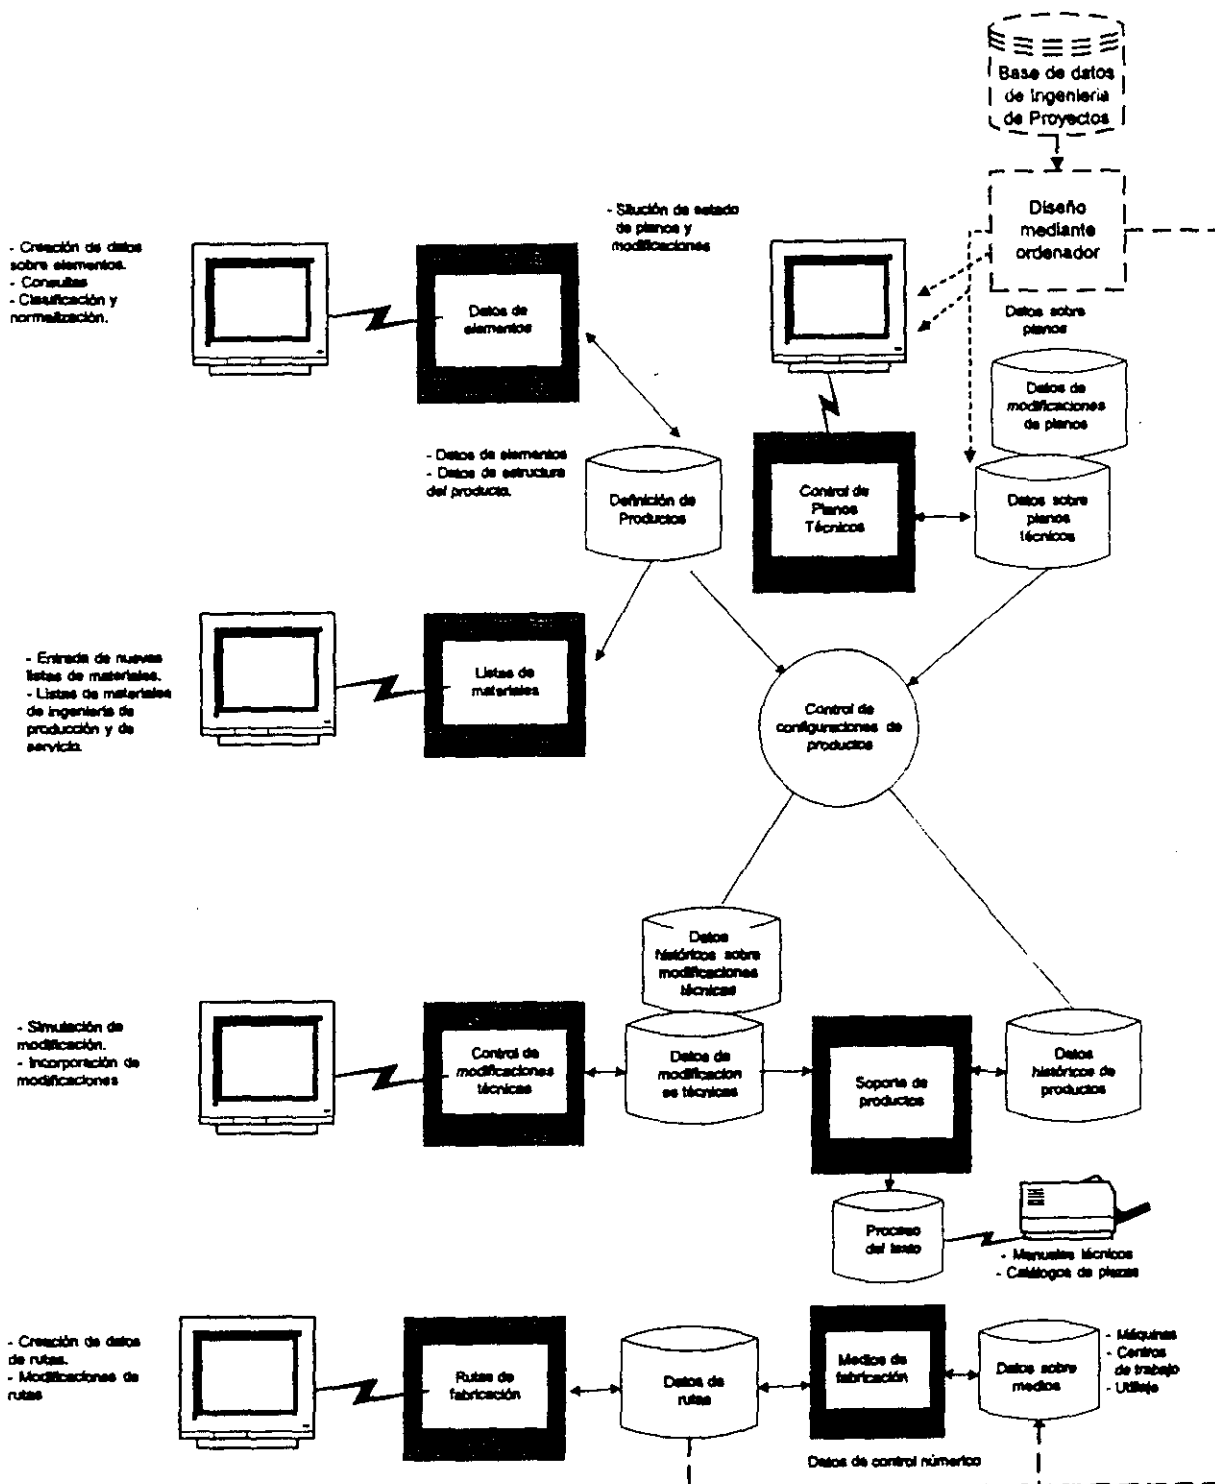 Base de datos
de Ingenieria
de Proyectos
Diseño
mediante
ordenador
- Situción de estado
de planos y
modificaciones
- Creación de datos
sobre elementos.
- Consultas
- Clasificación y
normalización.
Datos de
elementos
Datos sobre
planos
Datos de
modificaciones
de planos
- Datos de elementos
- Datos de estructura
del producto.
Definición de
Productos
Control de
Planos
Técnicos
Datos sobre
planos
técnicos
- Entrada de nuevas
listas de materiales.
- Listas de materiales
de ingeniería de
producción y de
servicio.
Listas de
materiales
Control de
configuraciones de
productos
Datos
históricos sobre
modificaciones
técnicas
- Simulación de
modificación.
- Incorporación de
modificaciones
Control de
modificaciones
técnicas
Datos de
modificacion
es técnicas
Soporte de
productos
Datos
históricos de
productos
Proceso
del texto
- Manuales técnicos
- Catálogos de piezas
- Creación de datos
de rutas.
- Modificaciones de
rutas
Rutas de
fabricación
Datos de
rutas
Medios de
fabricación
Datos sobre
medios
- Máquinas
- Centros
de trabajo
- Utillaje
Datos de control númerico